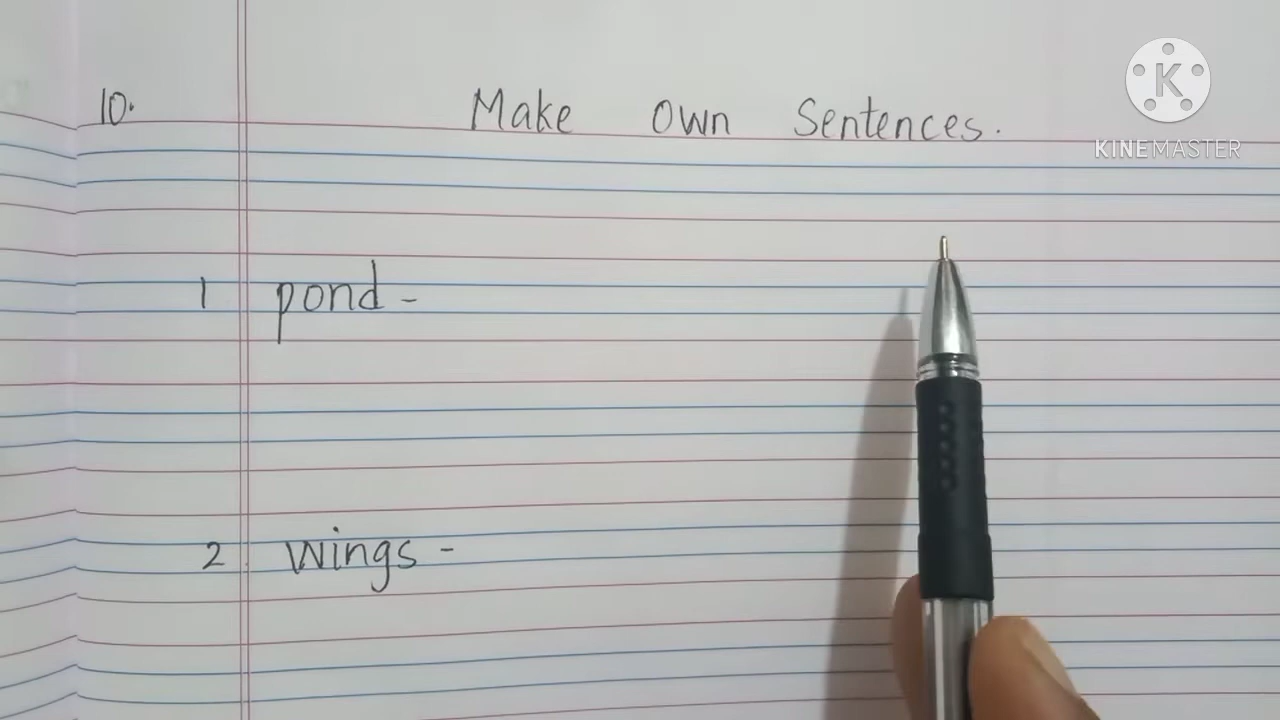 10. Make Own Sentences.
K
KINEMASTER
1 pond -
2 wings -